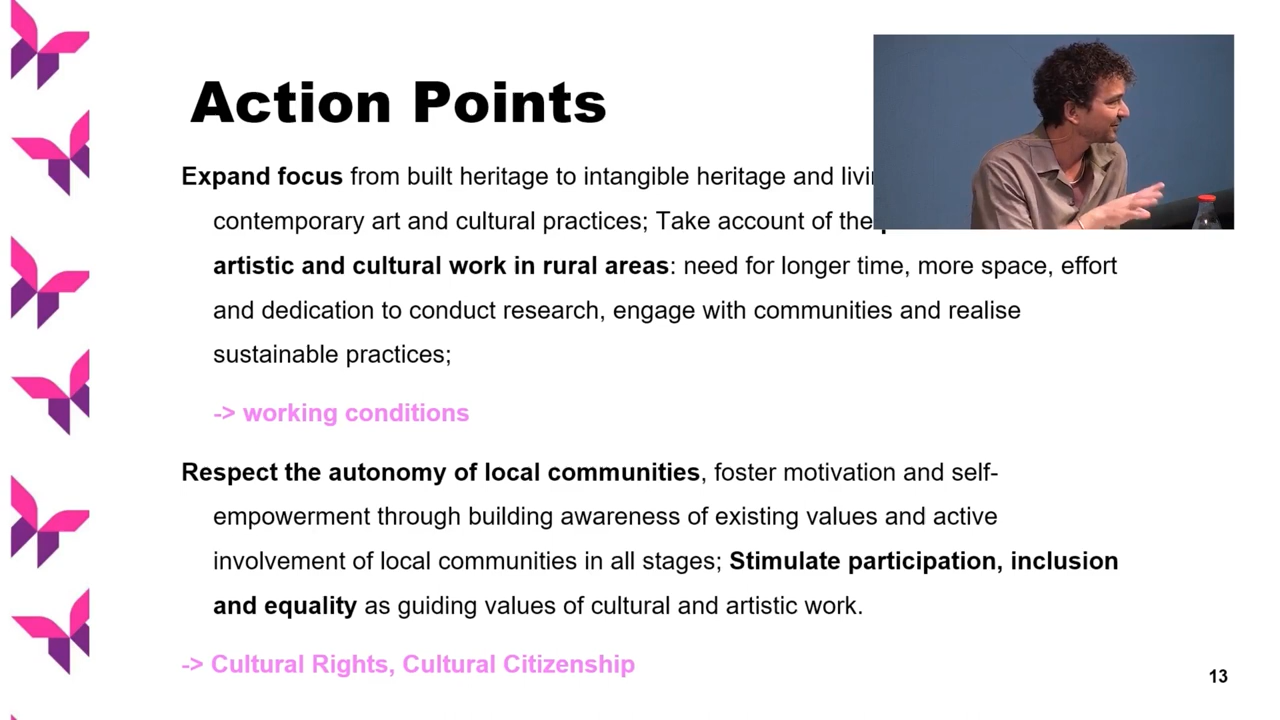 Action Points
Expand focus from built heritage to intangible heritage and
contemporary art and cultural practices; Take account of the
artistic and cultural work in rural areas: need for longer time, more space, effort
and dedication to conduct research, engage with communities and realise
sustainable practices;
-> working conditions
Respect the autonomy of local communities, foster motivation and self-
empowerment through building awareness of existing values and active
involvement of local communities in all stages; Stimulate participation, inclusion
and equality as guiding values of cultural and artistic work.
-> Cultural Rights, Cultural Citizenship
13